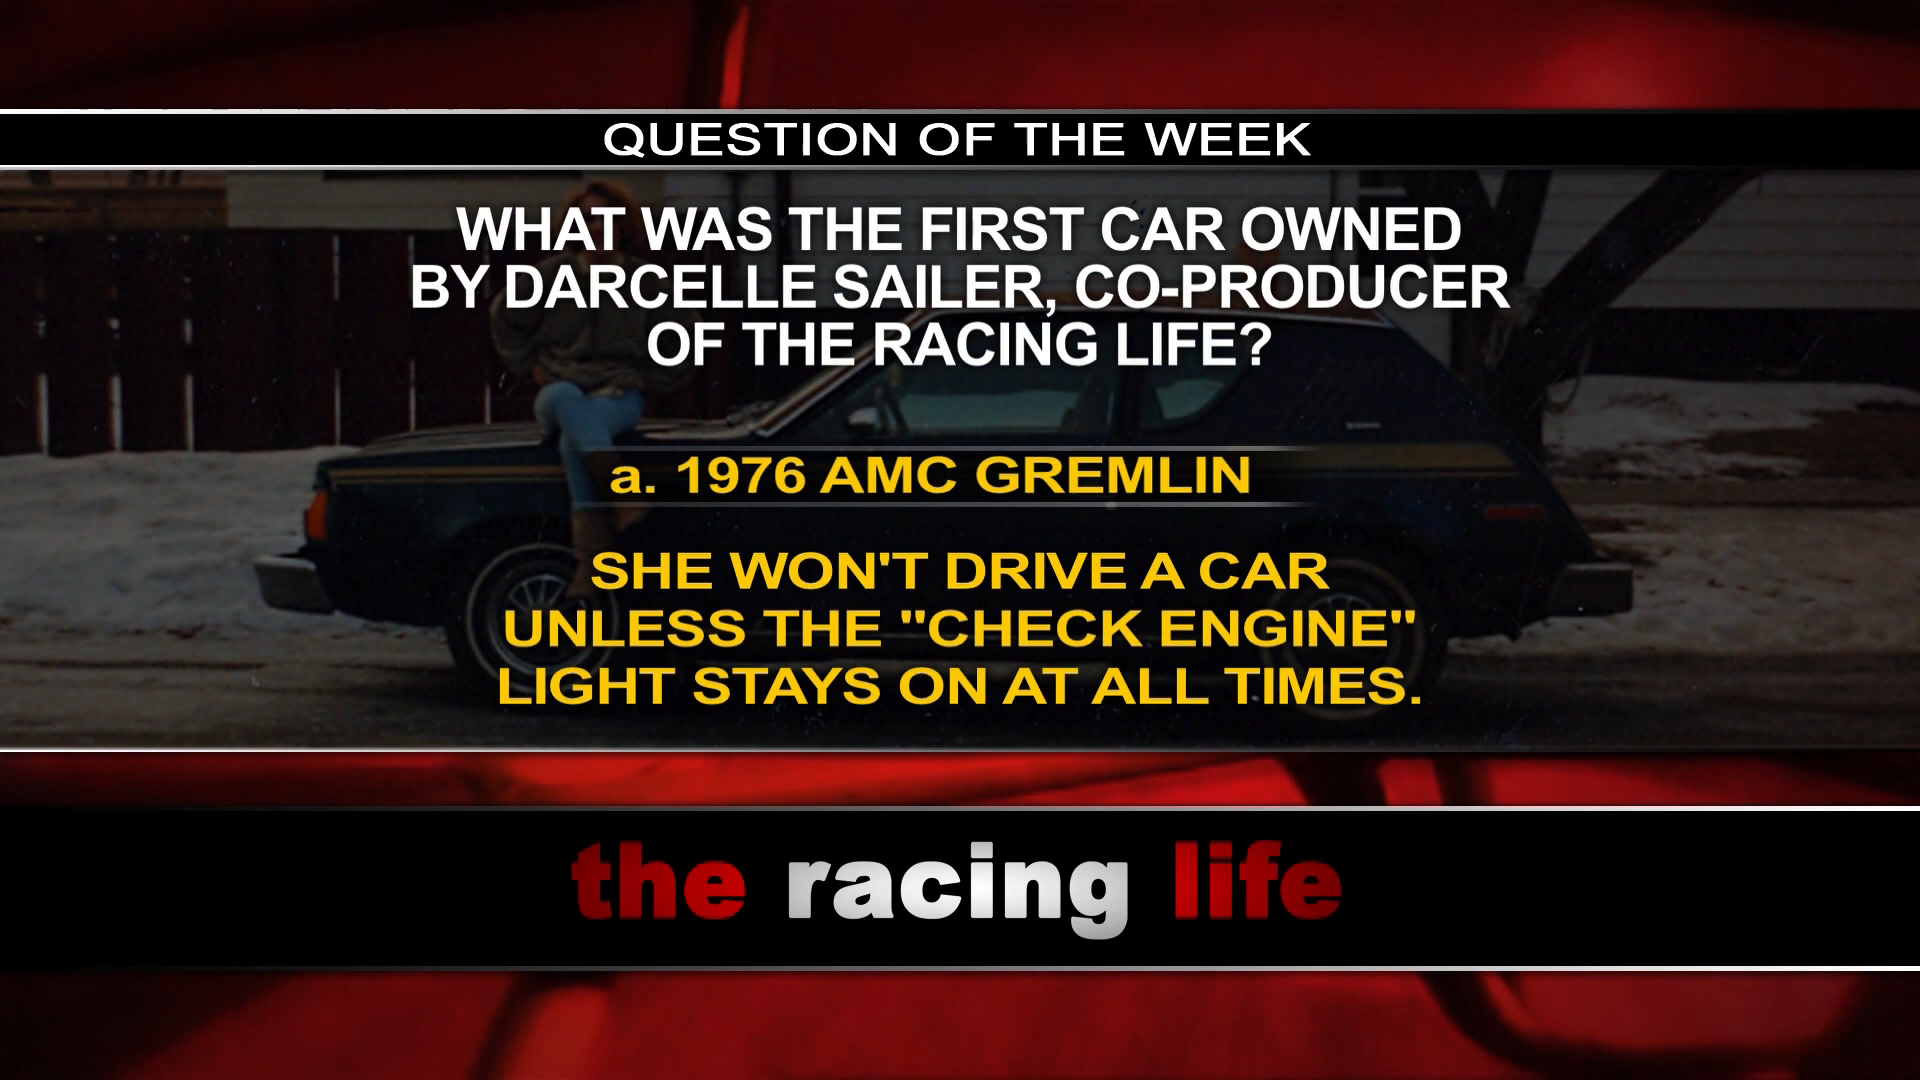 QUESTION OF THE WEEK
WHAT WAS THE FIRST CAR OWNED
BY DARCELLE SAILER, CO-PRODUCER
OF THE RACING LIFE?
a. 1976 AMC GREMLIN
SHE WON'T DRIVE A CAR
UNLESS THE "CHECK ENGINE"
LIGHT STAYS ON AT ALL TIMES.
the racing life